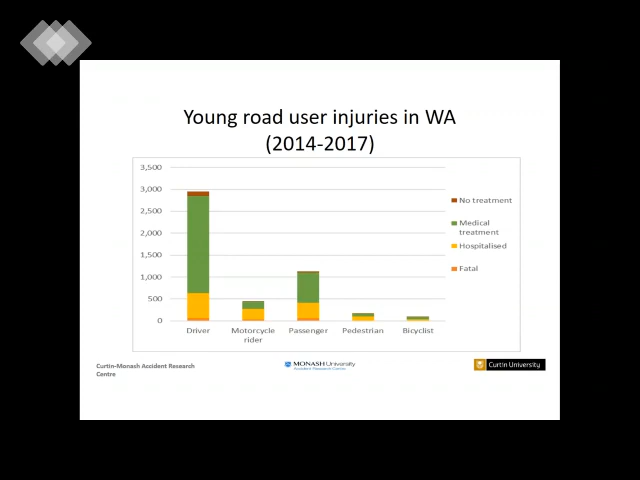 Young road user injuries in WA
(2014-2017)
3,500
3,000
2,500
2,000
1,500
1,000
500
0
Driver
Motorcycle
rider
Passenger
Pedestrian
Bicyclist
No treatment
Medical
treatment
Hospitalised
Fatal
Curtin-Monash Accident Research
Centre
MONASH University
Accident Research Centre
Curtin University